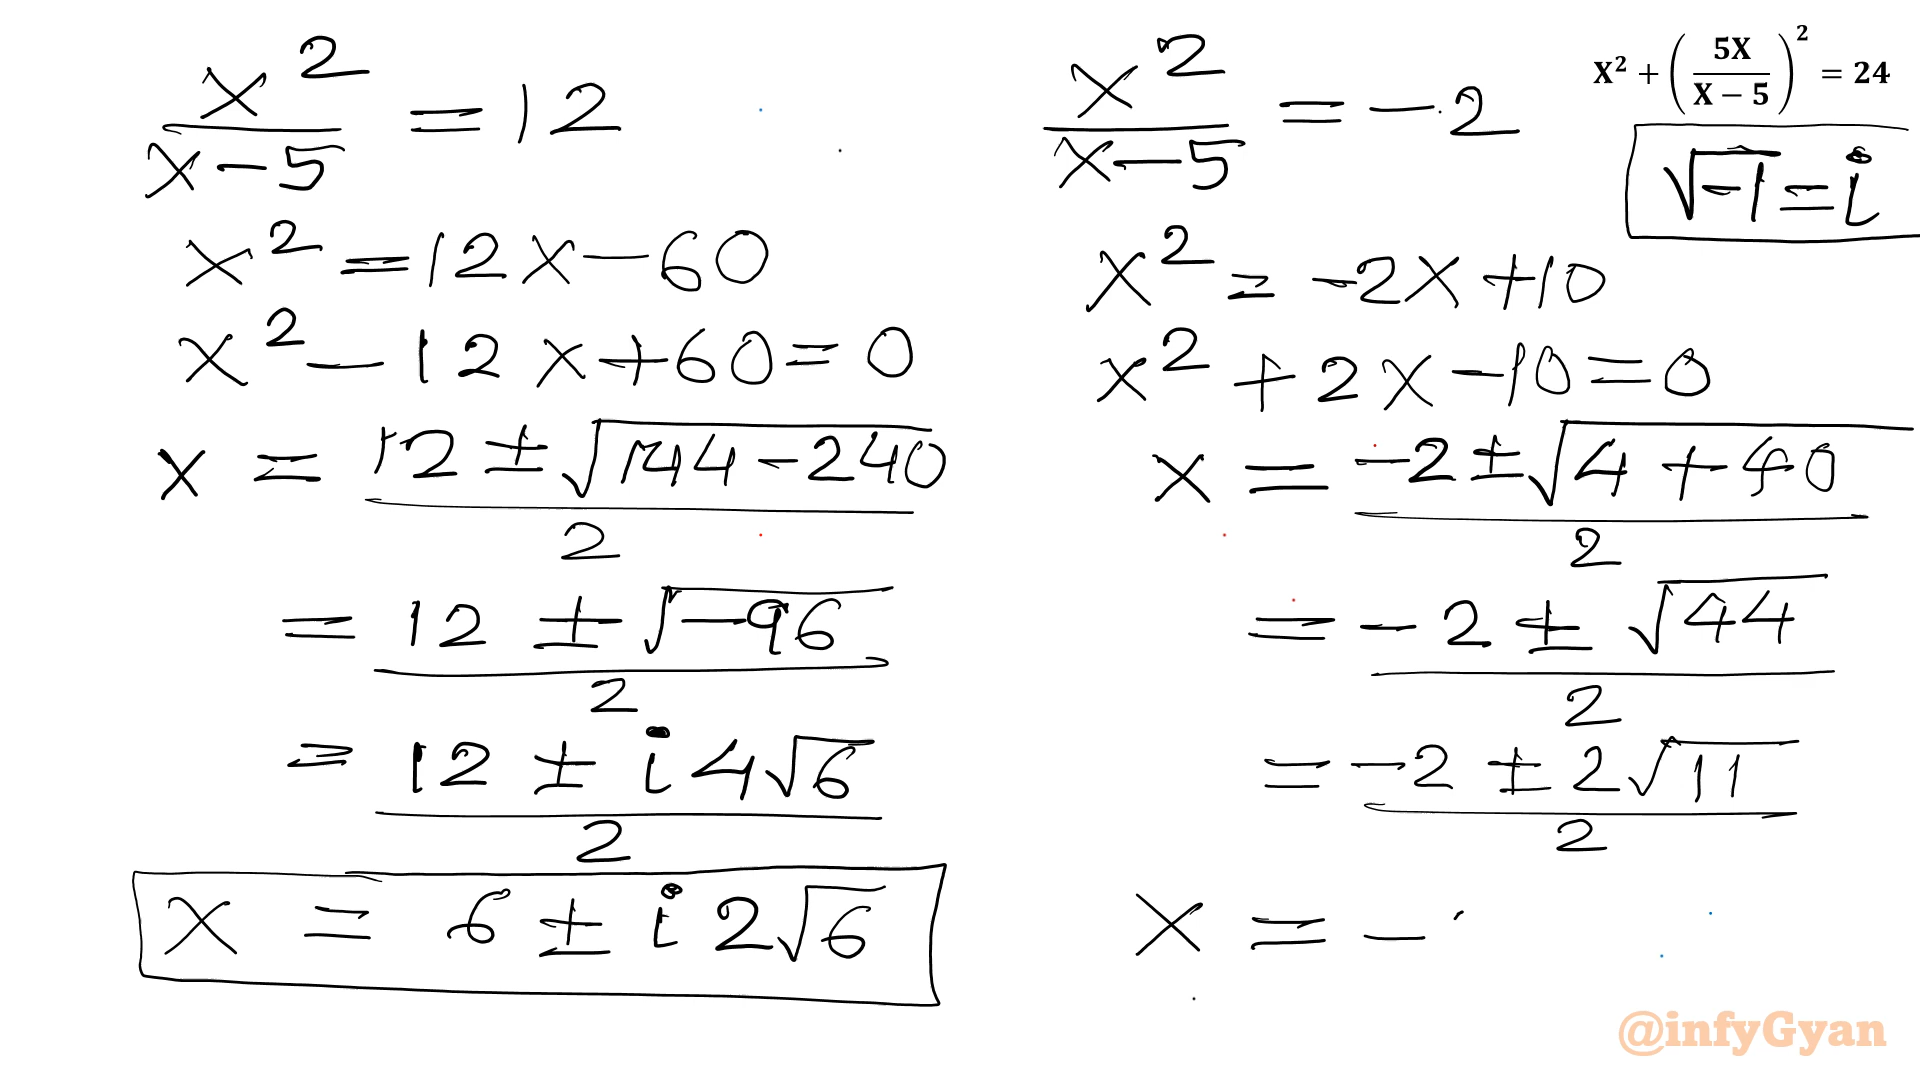 x²/(x-5) = 12
x² = 12x - 60
x² - 12x + 60 = 0
x = (12 ± √(144 - 240))/2
= (12 ± √(-96))/2
= (12 ± i4√6)/2
x = 6 ± i2√6
x²/(x-5) = -2
x² = -2x + 10
x² + 2x - 10 = 0
x = (-2 ± √(4 + 40))/2
= (-2 ± √44)/2
= (-2 ± 2√11)/2
x = -
X² + (5X/(X − 5))² = 24
√-1 = i
@infyGyan